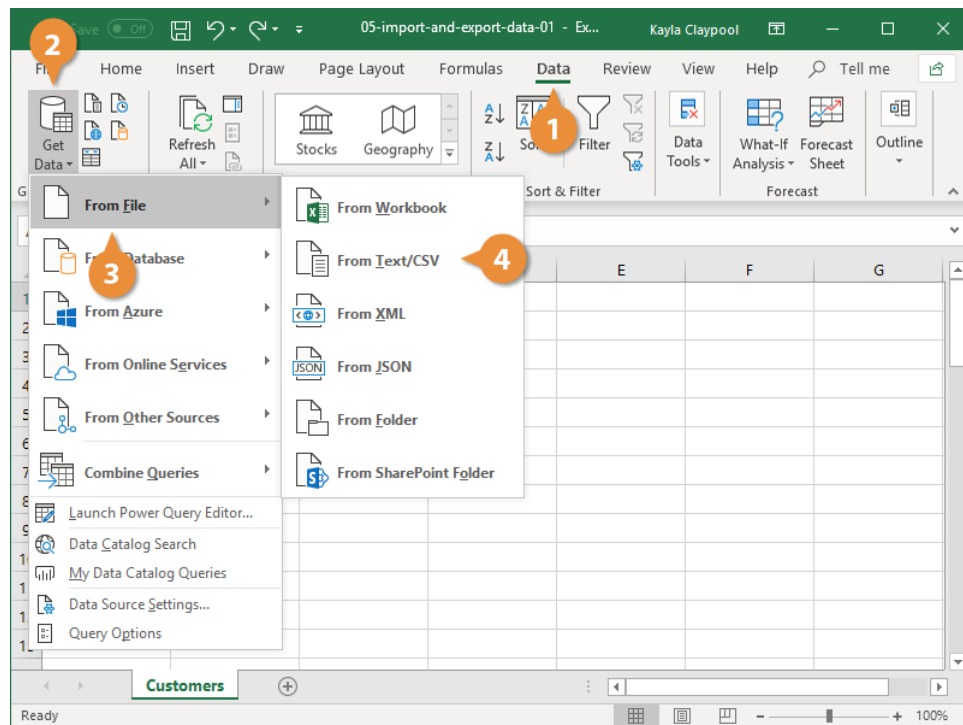 Save Off
05-import-and-export-data-01 - Ex...
Kayla Claypool
2
Home Insert Draw Page Layout Formulas Data Review View Help Tell me
1
Get Data
Refresh All
Stocks
Geography
Filter
Data Tools
What-If Analysis
Forecast Sheet
Outline
Sort & Filter
Forecast
From File
3
From Database
From Azure
From Online Services
From Other Sources
Combine Queries
Launch Power Query Editor...
Data Catalog Search
My Data Catalog Queries
Data Source Settings...
Query Options
From Workbook
From Text/CSV
4
From XML
From JSON
From Folder
From SharePoint Folder
E F G
Customers
Ready
100%